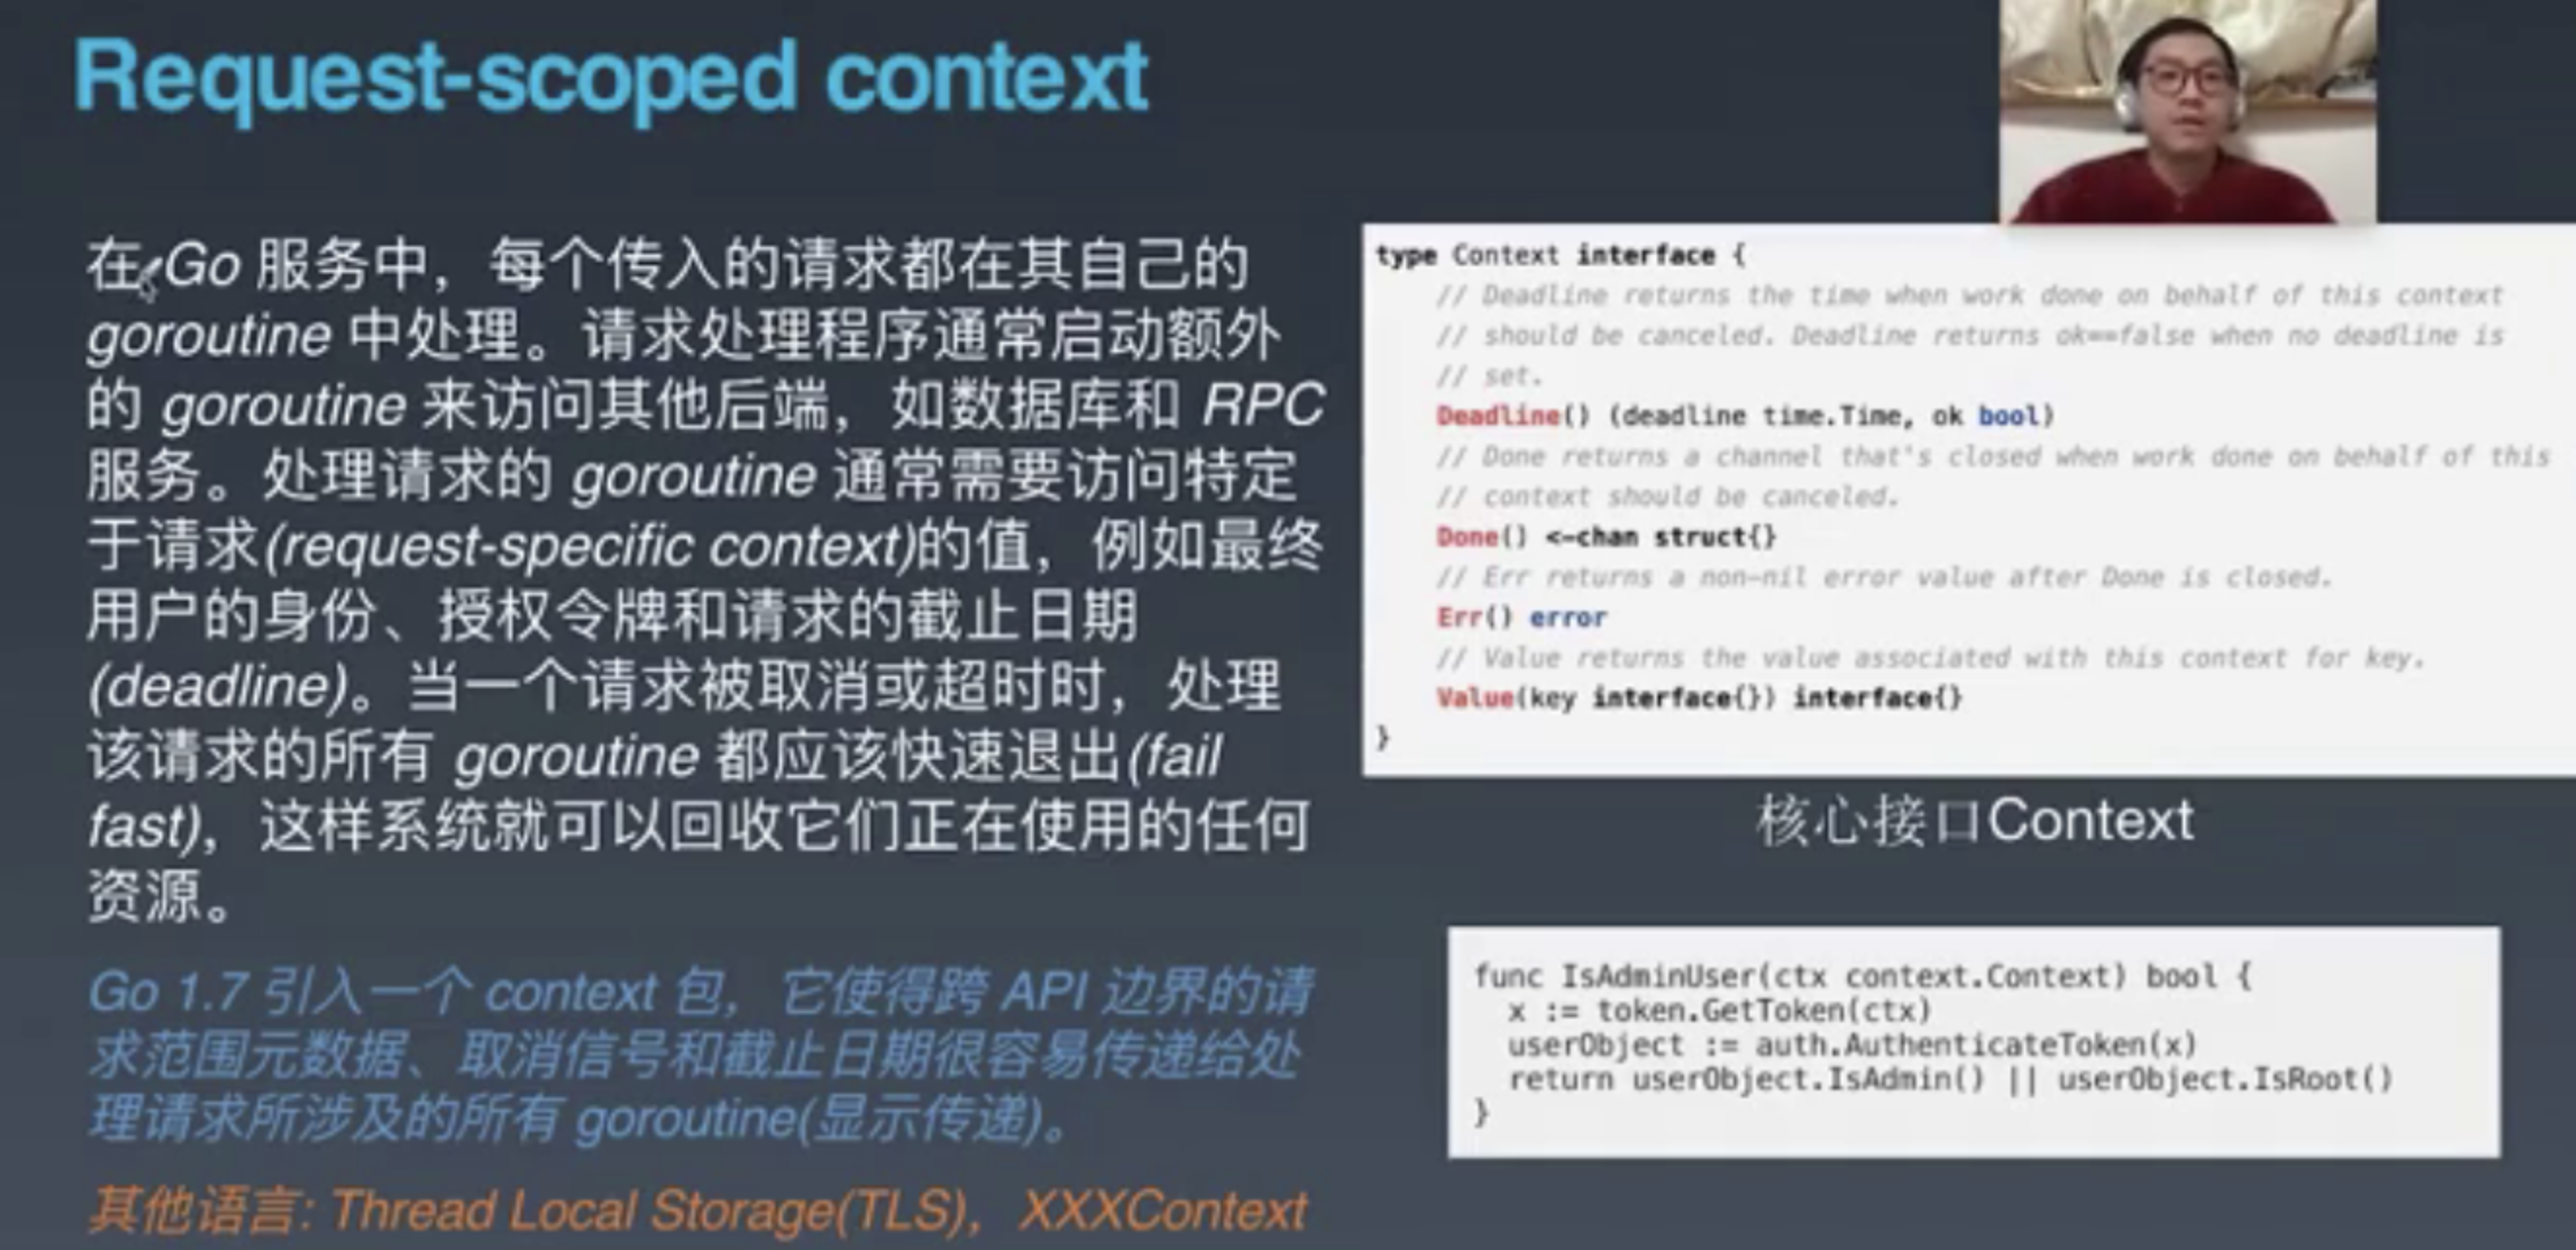 Request-scoped context
在 Go 服务中，每个传入的请求都在其自己的
goroutine 中处理。请求处理程序通常启动额外
的 goroutine 来访问其他后端，如数据库和 RPC
服务。处理请求的 goroutine 通常需要访问特定
于请求(request-specific context)的值，例如最终
用户的身份、授权令牌和请求的截止日期
(deadline)。当一个请求被取消或超时时，处理
该请求的所有 goroutine 都应该快速退出(fail
fast)，这样系统就可以回收它们正在使用的任何
资源。
Go 1.7 引入一个 context 包，它使得跨 API 边界的请
求范围元数据、取消信号和截止日期很容易传递给处
理请求所涉及的所有 goroutine(显示传递)。
其他语言: Thread Local Storage(TLS)，XXXContext
type Context interface {
// Deadline returns the time when work done on behalf of this context
// should be canceled. Deadline returns ok==false when no deadline is
// set.
Deadline() (deadline time.Time, ok bool)
// Done returns a channel that's closed when work done on behalf of this
// context should be canceled.
Done() <-chan struct{}
// Err returns a non-nil error value after Done is closed.
Err() error
// Value returns the value associated with this context for key.
Value(key interface{}) interface{}
}
核心接口Context
func IsAdminUser(ctx context.Context) bool {
x := token.GetToken(ctx)
userObject := auth.AuthenticateToken(x)
return userObject.IsAdmin() || userObject.IsRoot()
}